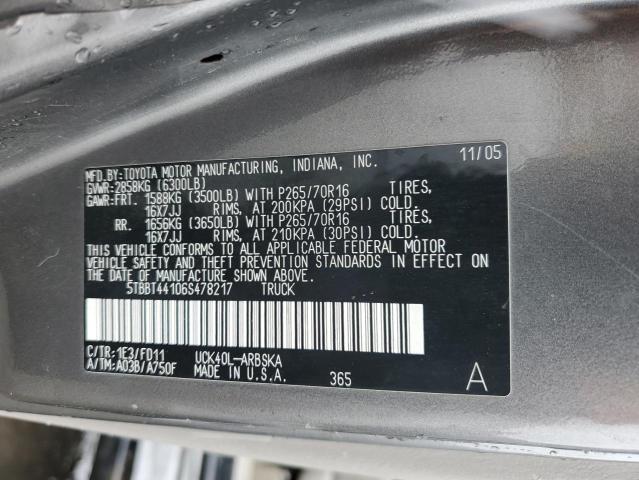 MFD.BY:TOYOTA MOTOR MANUFACTURING, INDIANA, INC. 11/05
GVWR: 2858KG (6300LB)
GAWR:FRT. 1588KG (3500LB) WITH P265/70R16 TIRES,
16X7JJ RIMS, AT 200KPA (29PSI) COLD.
RR. 1656KG (3650LB) WITH P265/70R16 TIRES,
16X7JJ RIMS, AT 210KPA (30PSI) COLD.
THIS VEHICLE CONFORMS TO ALL APPLICABLE FEDERAL MOTOR
VEHICLE SAFETY AND THEFT PREVENTION STANDARDS IN EFFECT
ON THE DATE OF MANUFACTURE SHOWN ABOVE.
5TBBT44106S478217 TRUCK
C/TR:1E3/FD11 UCK40L-ARBSKA
A/TM:A03B/A750F MADE IN U.S.A. 365 A